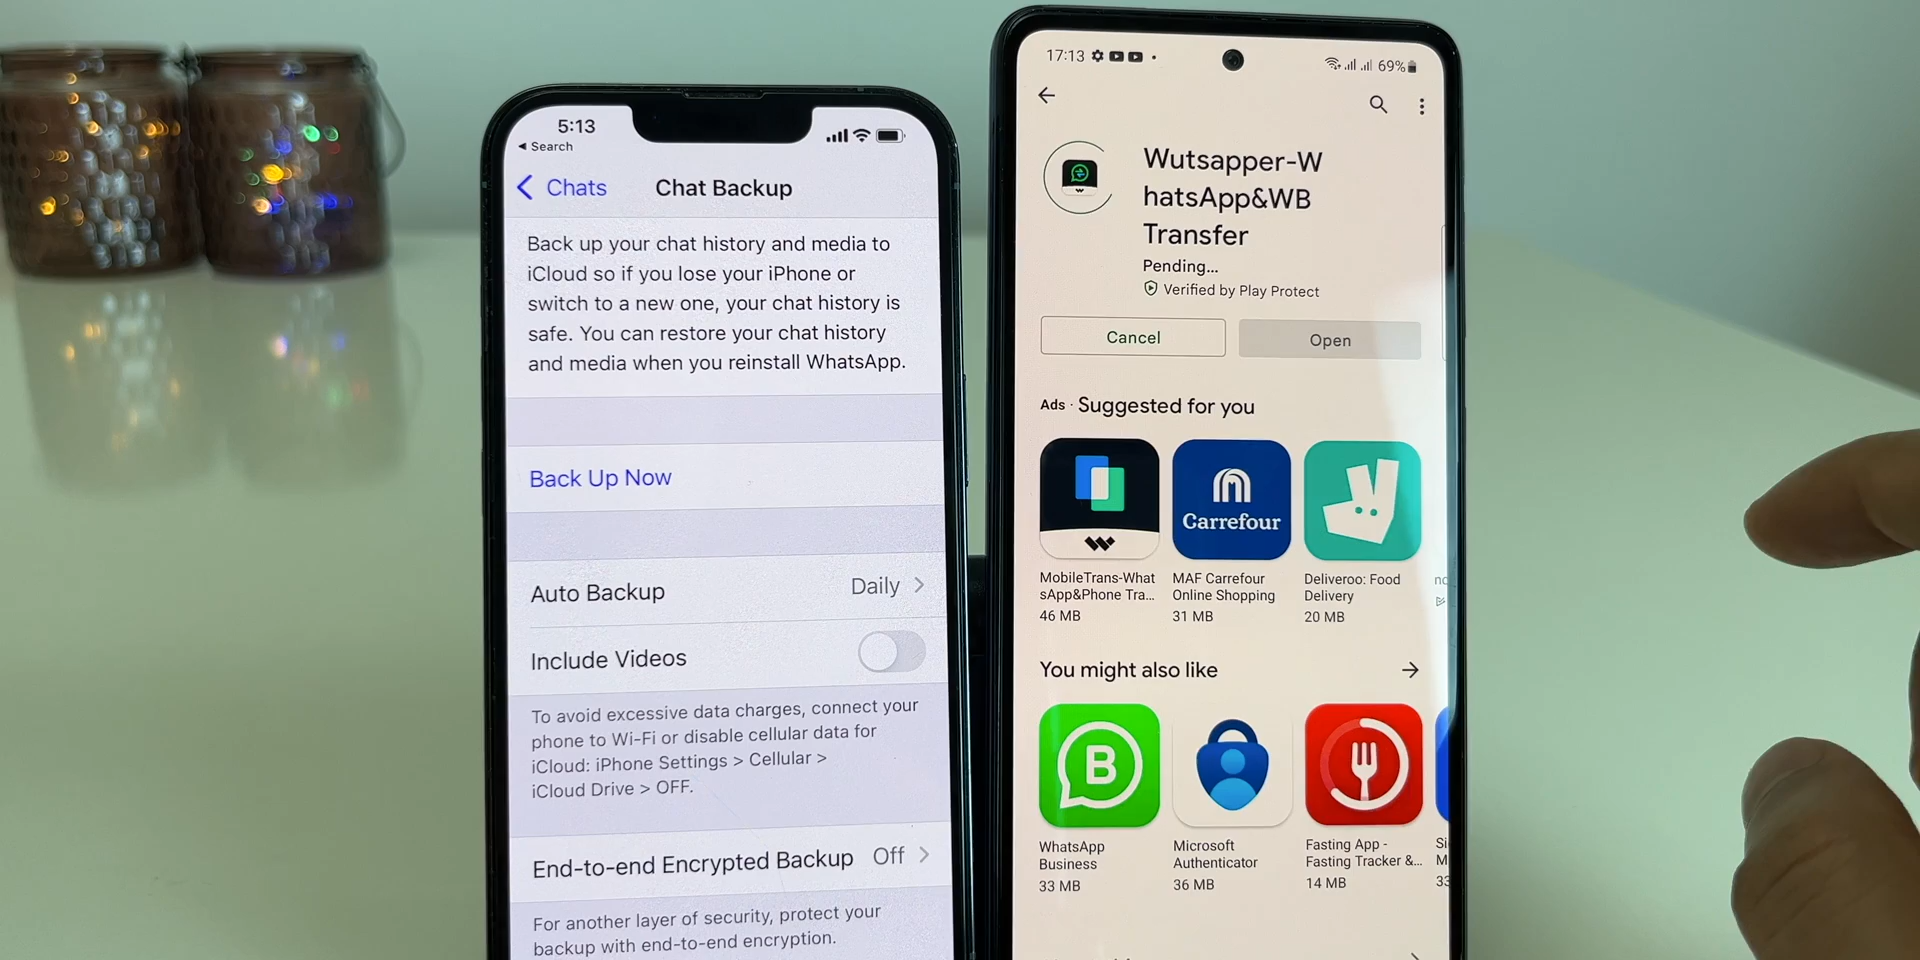 5:13
Search
Chats
Chat Backup
Back up your chat history and media to
iCloud so if you lose your iPhone or
switch to a new one, your chat history is
safe. You can restore your chat history
and media when you reinstall WhatsApp.
Back Up Now
Auto Backup
Daily
Include Videos
To avoid excessive data charges, connect your
phone to Wi-Fi or disable cellular data for
iCloud: iPhone Settings > Cellular >
iCloud Drive > OFF.
End-to-end Encrypted Backup
Off
For another layer of security, protect your
backup with end-to-end encryption.
17:13
69%
Wutsapper-W
hatsApp&WB
Transfer
Pending...
Verified by Play Protect
Cancel
Open
Ads · Suggested for you
Carrefour
MobileTrans-What
sApp&Phone Tra...
46 MB
MAF Carrefour
Online Shopping
31 MB
Deliveroo: Food
Delivery
20 MB
You might also like
B
WhatsApp
Business
33 MB
Microsoft
Authenticator
36 MB
Fasting App -
Fasting Tracker &...
14 MB